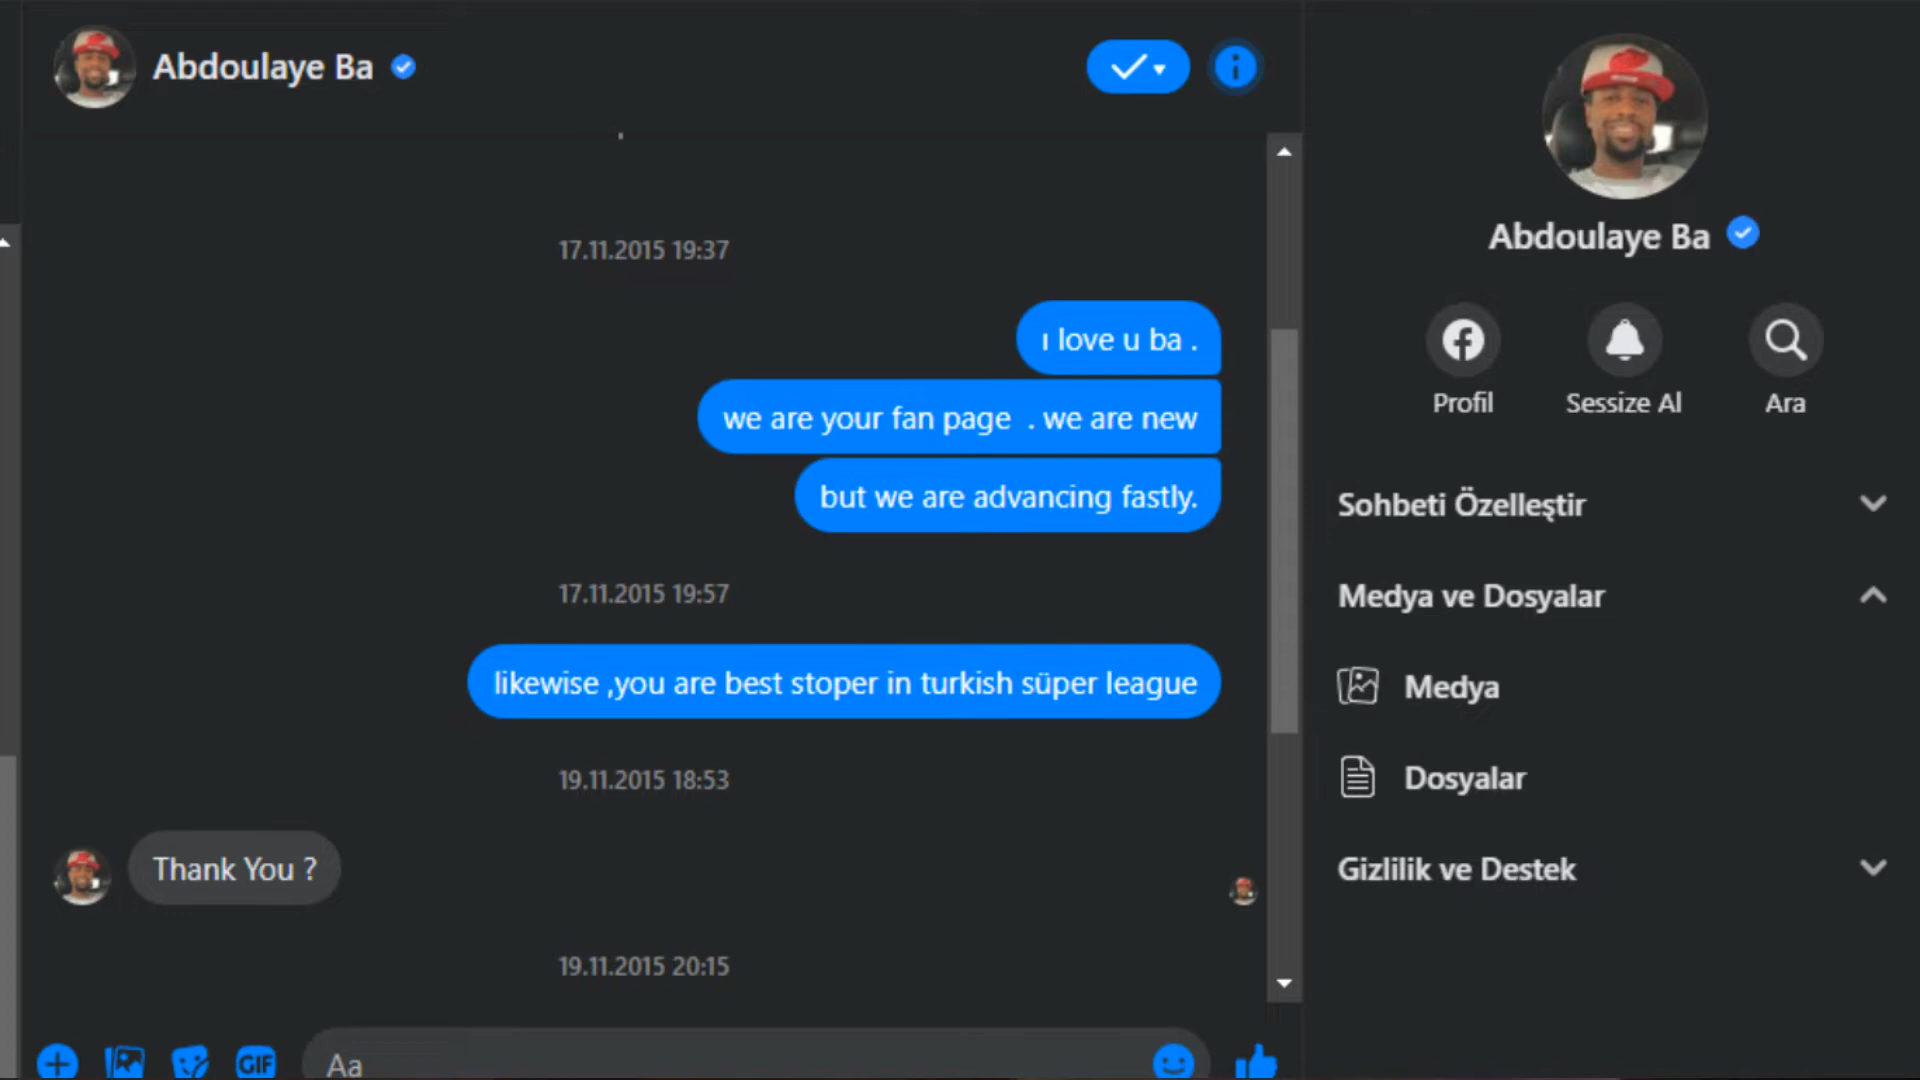 Abdoulaye Ba
17.11.2015 19:37
ı love u ba .
we are your fan page  . we are new
but we are advancing fastly.
17.11.2015 19:57
likewise ,you are best stoper in turkish süper league
19.11.2015 18:53
Thank You ?
19.11.2015 20:15
GIF
Aa
Abdoulaye Ba
Profil
Sessize Al
Ara
Sohbeti Özelleştir
Medya ve Dosyalar
Medya
Dosyalar
Gizlilik ve Destek